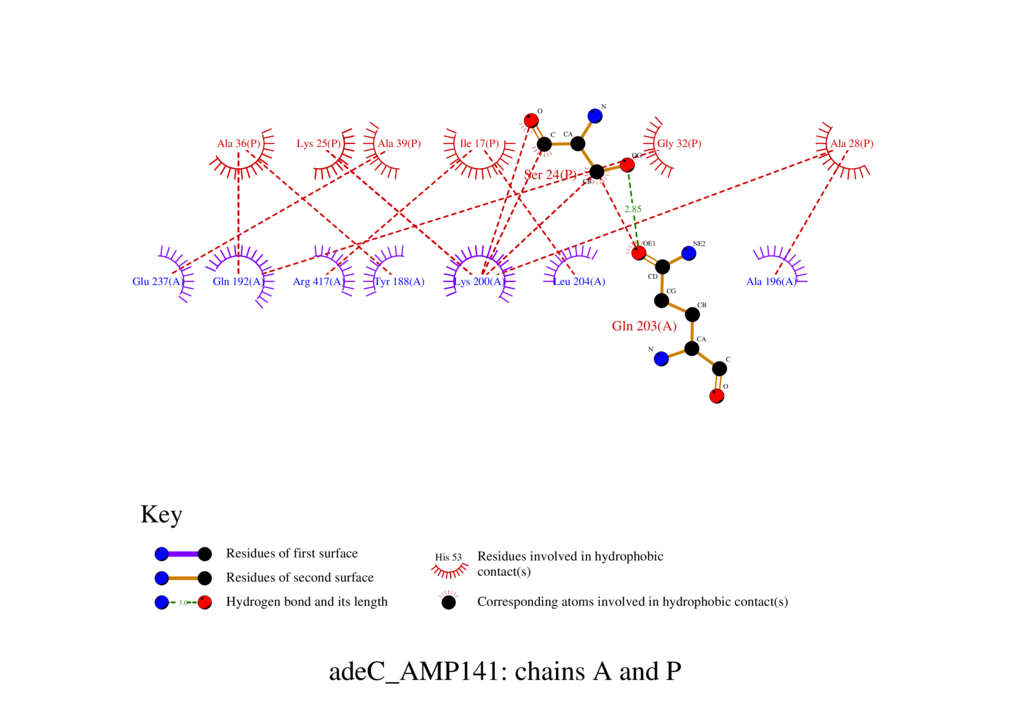 O
N
C
CA
Ala 36(P)
Lys 25(P)
Ala 39(P)
Ile 17(P)
Gly 32(P)
Ala 28(P)
Ser 24(P)
2.85
OE1
NE2
Glu 237(A)
Gln 192(A)
Arg 417(A)
Tyr 188(A)
Lys 200(A)
Leu 204(A)
Ala 196(A)
CD
CG
CB
Gln 203(A)
CA
N
C
O
Key
Residues of first surface
Residues of second surface
3.0
Hydrogen bond and its length
His 53
Residues involved in hydrophobic
contact(s)
Corresponding atoms involved in hydrophobic contact(s)
adeC_AMP141: chains A and P